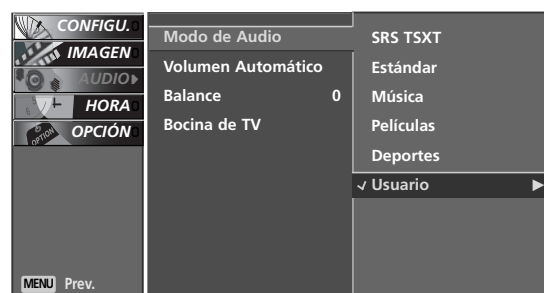 CONFIGU.
IMAGEN
AUDIO
HORA
OPCIÓN
OPTION
MENU Prev.
Modo de Audio
Volumen Automático
Balance 0
Bocina de TV
SRS TSXT
Estándar
Música
Películas
Deportes
✓ Usuario ▶